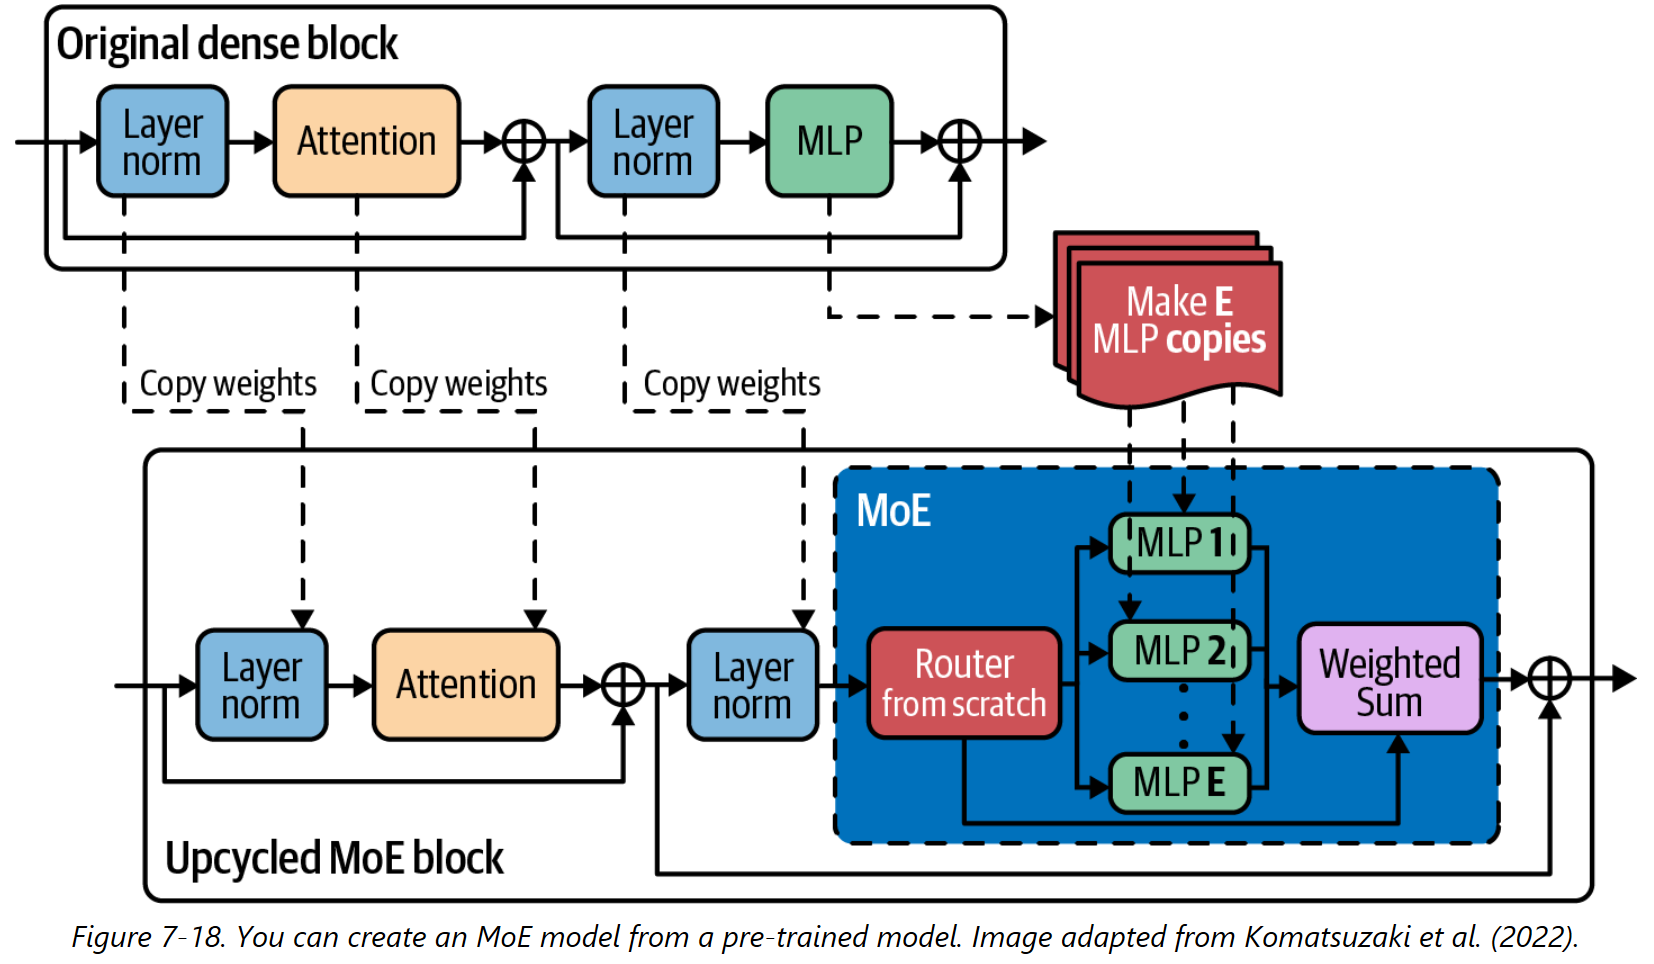 Original dense block
Layer
norm
Attention
Layer
norm
MLP
Make E
MLP copies
Copy weights
Copy weights
Copy weights
MoE
MLP 1
MLP 2
MLP E
Layer
norm
Attention
Layer
norm
Router
from scratch
Weighted
Sum
Upcycled MoE block
Figure 7-18. You can create an MoE model from a pre-trained model. Image adapted from Komatsuzaki et al. (2022).